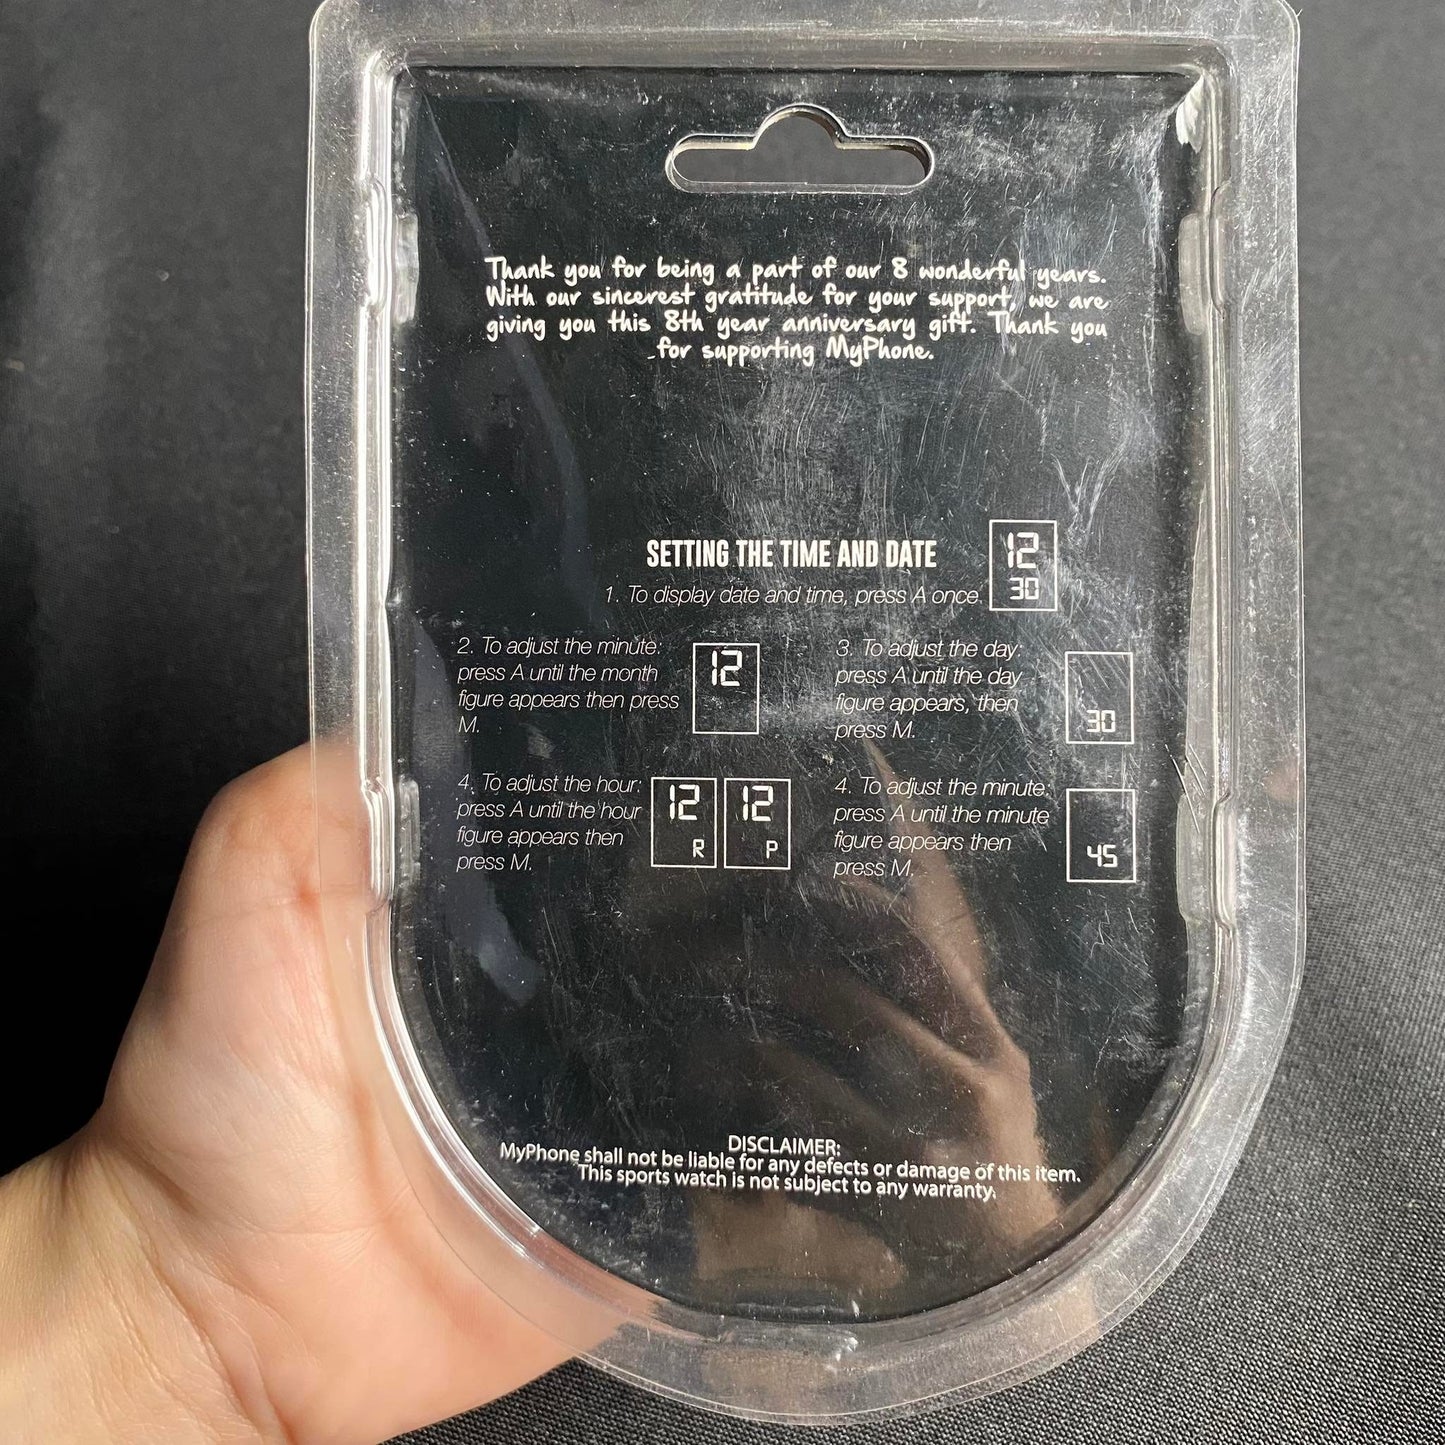 Thank you for being a part of our 8 wonderful years.
With our sincerest gratitude for your support, we are
giving you this 8th year anniversary gift. Thank you
for supporting MyPhone.
SETTING THE TIME AND DATE
1. To display date and time, press A once.
12
30
2. To adjust the minute:
press A until the month
figure appears then press
M.
12
3. To adjust the day:
press A until the day
figure appears, then
press M.
30
4. To adjust the hour:
press A until the hour
figure appears then
press M.
12
R
12
P
4. To adjust the minute:
press A until the minute
figure appears then
press M.
45
DISCLAIMER:
MyPhone shall not be liable for any defects or damage of this item.
This sports watch is not subject to any warranty.